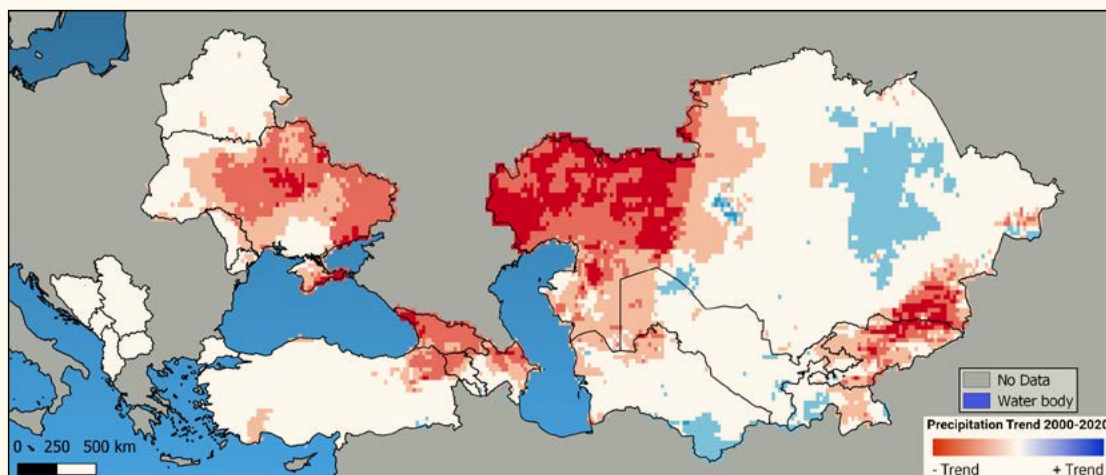 No Data
Water body
Precipitation Trend 2000-2020
- Trend + Trend
0 250 500 km